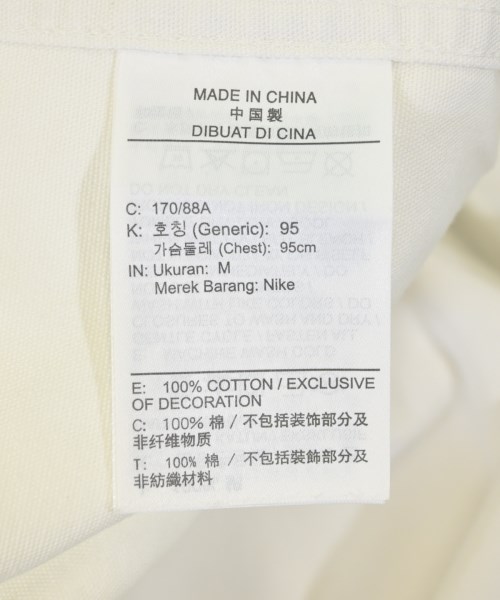 MADE IN CHINA
中国製
DIBUAT DI CINA
C: 170/88A
K: 호칭 (Generic): 95
가슴둘레 (Chest): 95cm
IN: Ukuran: M
Merek Barang: Nike
E: 100% COTTON / EXCLUSIVE
OF DECORATION
C: 100% 棉 / 不包括装饰部分及
非纤维物质
T: 100% 棉 / 不包括裝飾部分及
非紡織材料